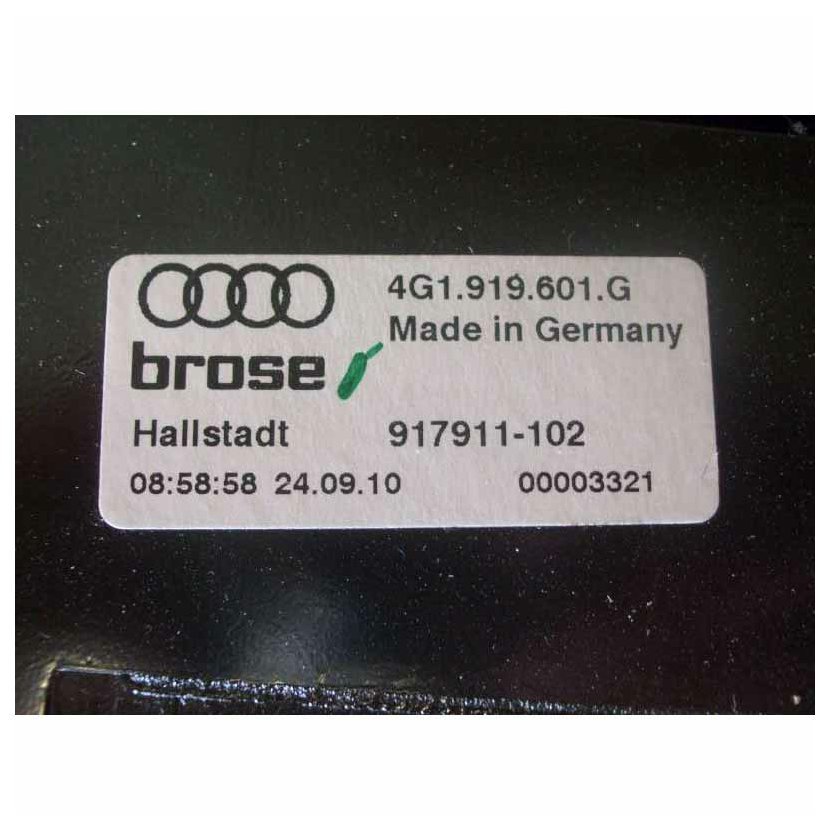 4G1.919.601.G
Made in Germany
brose
Hallstadt 917911-102
08:58:58 24.09.10 00003321